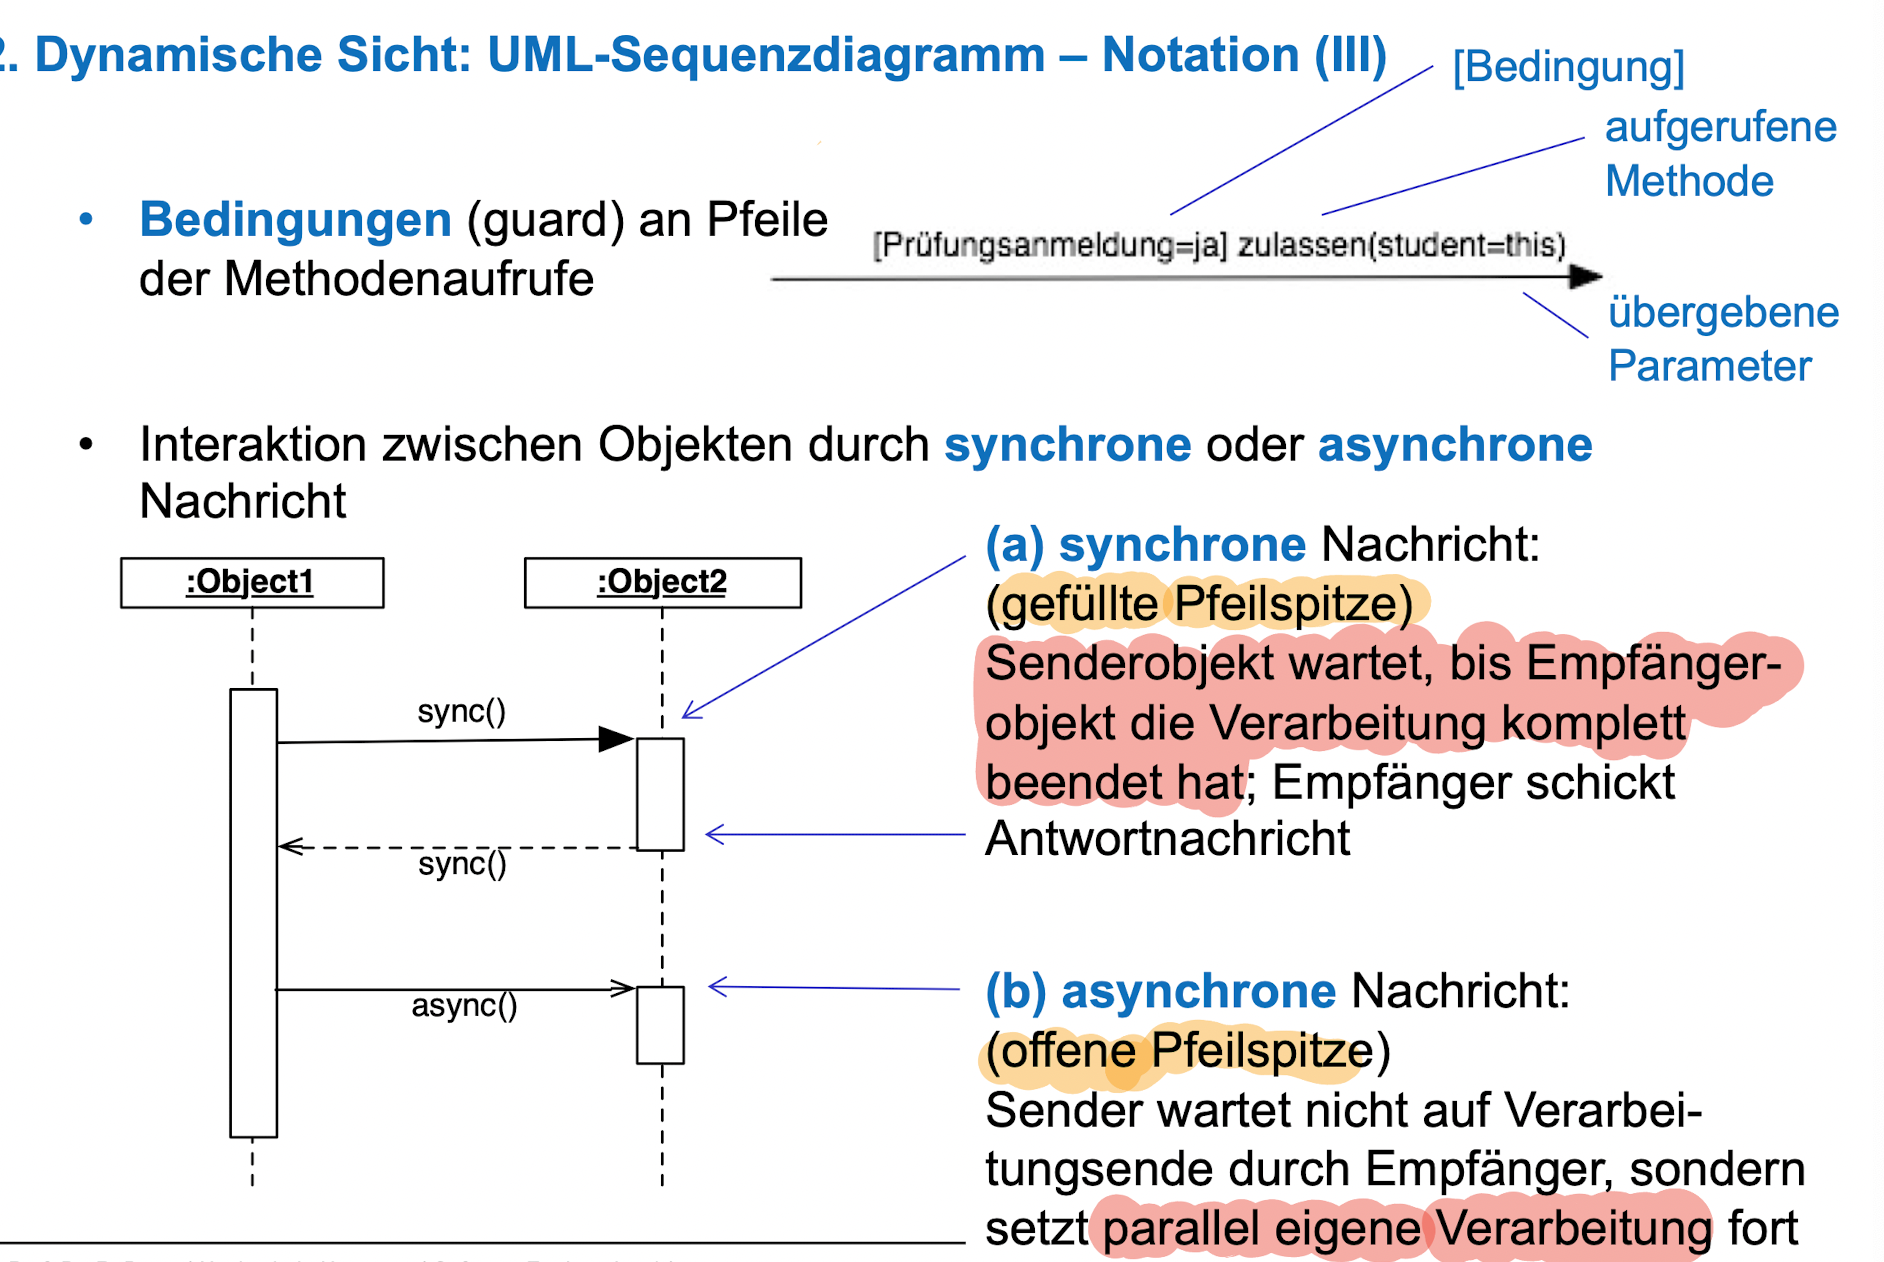 2. Dynamische Sicht: UML-Sequenzdiagramm – Notation (III)
[Bedingung]
aufgerufene
Methode
• Bedingungen (guard) an Pfeile
der Methodenaufrufe
[Prüfungsanmeldung=ja] zulassen(student=this)
übergebene
Parameter
• Interaktion zwischen Objekten durch synchrone oder asynchrone
Nachricht
:Object1
:Object2
sync()
sync()
async()
(a) synchrone Nachricht:
(gefüllte Pfeilspitze)
Senderobjekt wartet, bis Empfänger-
objekt die Verarbeitung komplett
beendet hat; Empfänger schickt
Antwortnachricht
(b) asynchrone Nachricht:
(offene Pfeilspitze)
Sender wartet nicht auf Verarbei-
tungsende durch Empfänger, sondern
setzt parallel eigene Verarbeitung fort